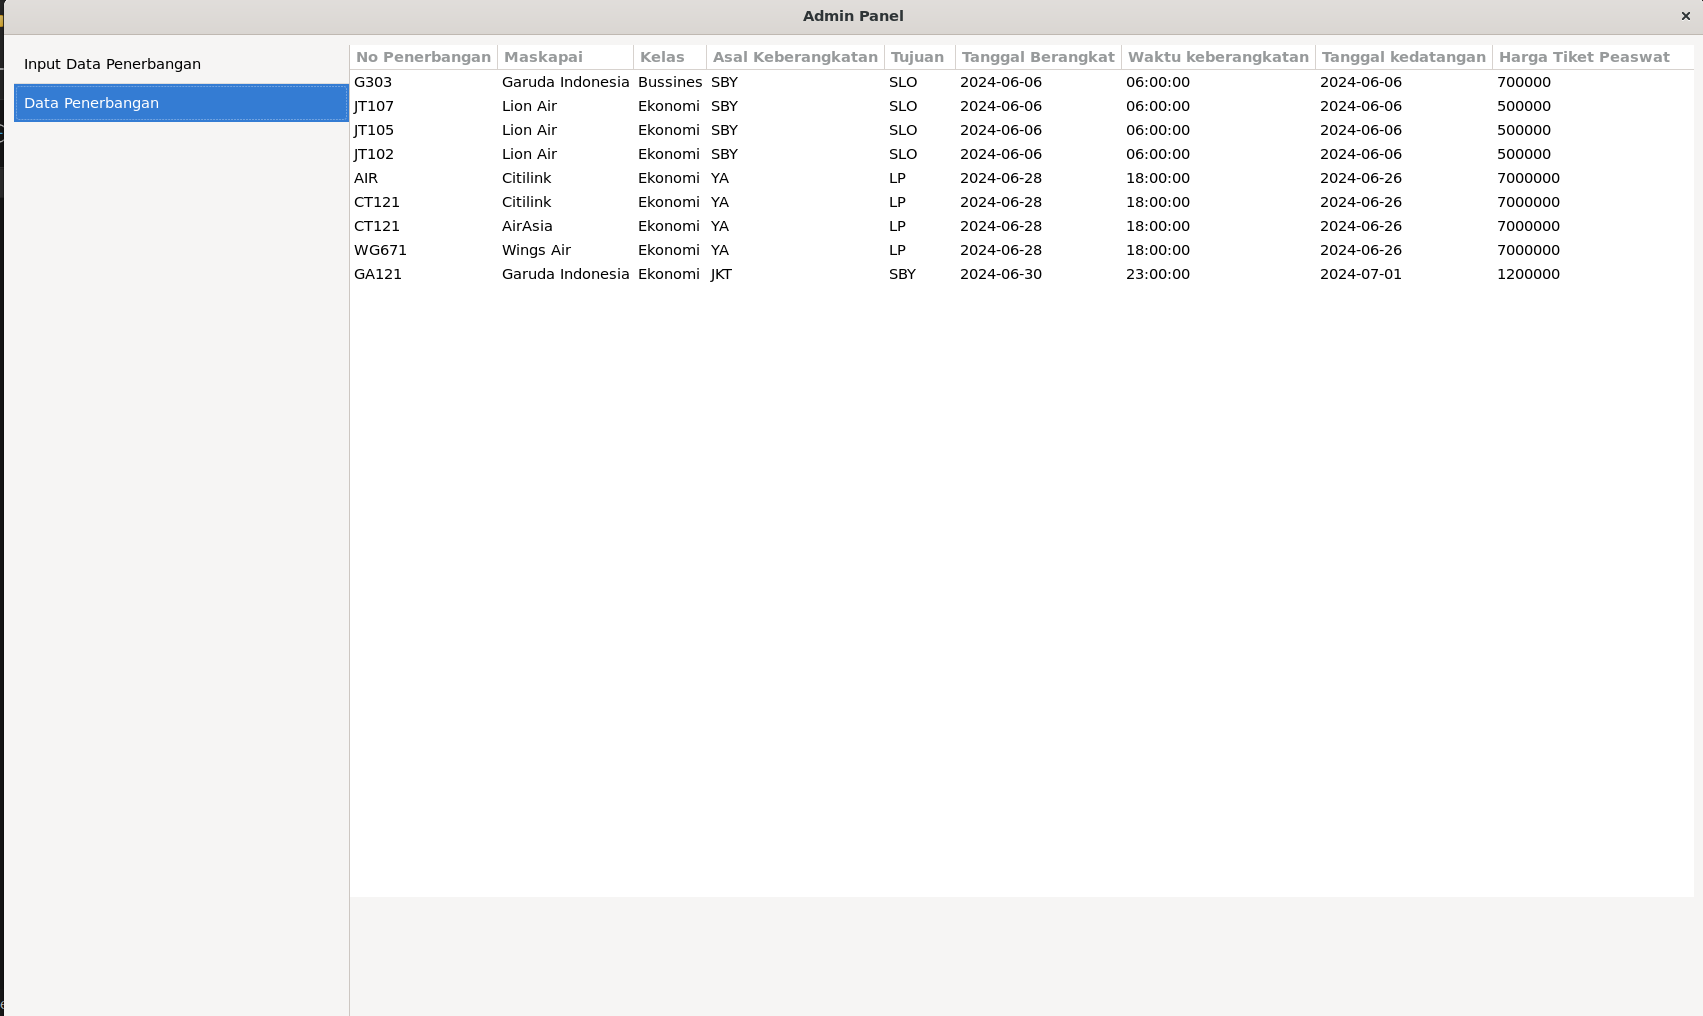 Admin Panel
Input Data Penerbangan
Data Penerbangan
No Penerbangan Maskapai Kelas Asal Keberangkatan Tujuan Tanggal Berangkat Waktu keberangkatan Tanggal kedatangan Harga Tiket Peaswat
G303 Garuda Indonesia Bussines SBY SLO 2024-06-06 06:00:00 2024-06-06 700000
JT107 Lion Air Ekonomi SBY SLO 2024-06-06 06:00:00 2024-06-06 500000
JT105 Lion Air Ekonomi SBY SLO 2024-06-06 06:00:00 2024-06-06 500000
JT102 Lion Air Ekonomi SBY SLO 2024-06-06 06:00:00 2024-06-06 500000
AIR Citilink Ekonomi YA LP 2024-06-28 18:00:00 2024-06-26 7000000
CT121 Citilink Ekonomi YA LP 2024-06-28 18:00:00 2024-06-26 7000000
CT121 AirAsia Ekonomi YA LP 2024-06-28 18:00:00 2024-06-26 7000000
WG671 Wings Air Ekonomi YA LP 2024-06-28 18:00:00 2024-06-26 7000000
GA121 Garuda Indonesia Ekonomi JKT SBY 2024-06-30 23:00:00 2024-07-01 1200000